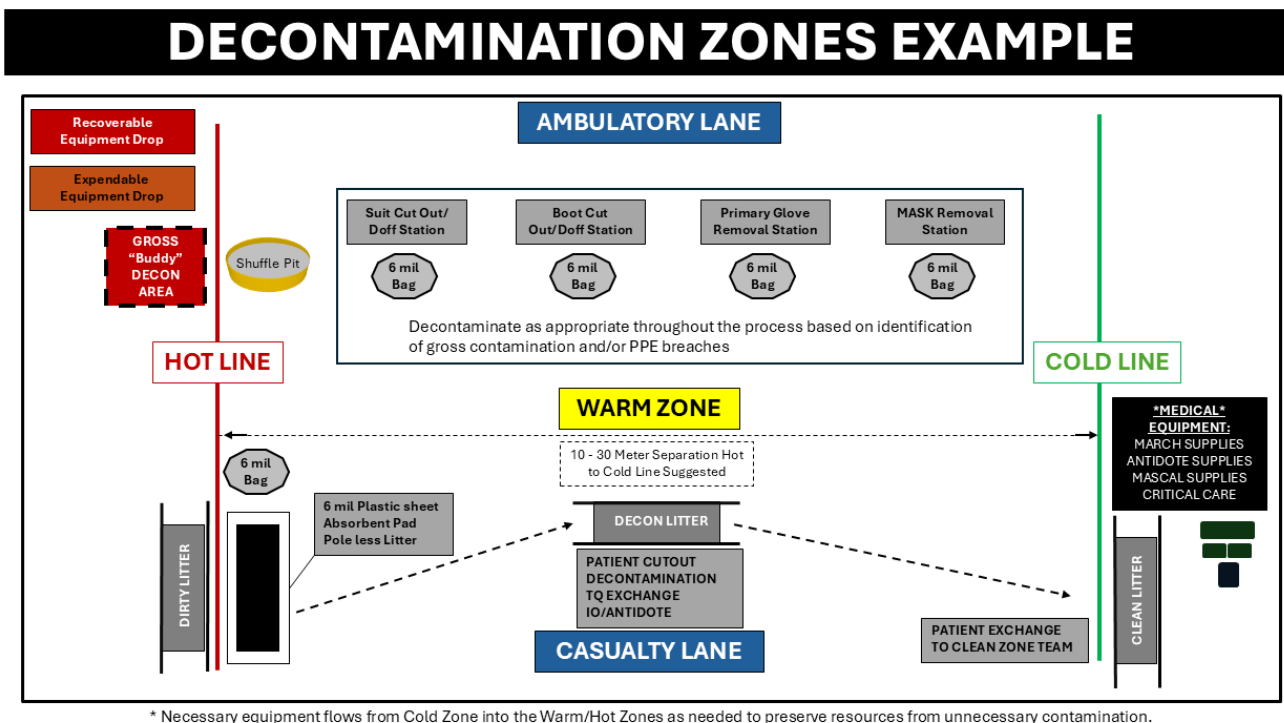 DECONTAMINATION ZONES EXAMPLE
Recoverable
Equipment Drop
Expendable
Equipment Drop
GROSS
“Buddy”
DECON
AREA
Shuffle Pit
AMBULATORY LANE
Suit Cut Out/
Doff Station
Boot Cut
Out/Doff Station
Primary Glove
Removal Station
MASK Removal
Station
6 mil
Bag
6 mil
Bag
6 mil
Bag
6 mil
Bag
Decontaminate as appropriate throughout the process based on identification
of gross contamination and/or PPE breaches
HOT LINE
COLD LINE
WARM ZONE
10 - 30 Meter Separation Hot
to Cold Line Suggested
*MEDICAL*
EQUIPMENT:
MARCH SUPPLIES
ANTIDOTE SUPPLIES
MASCAL SUPPLIES
CRITICAL CARE
6 mil
Bag
6 mil Plastic sheet
Absorbent Pad
Pole less Litter
DIRTY LITTER
DECON LITTER
PATIENT CUTOUT
DECONTAMINATION
TQ EXCHANGE
IO/ANTIDOTE
CASUALTY LANE
PATIENT EXCHANGE
TO CLEAN ZONE TEAM
CLEAN LITTER
* Necessary equipment flows from Cold Zone into the Warm/Hot Zones as needed to preserve resources from unnecessary contamination.